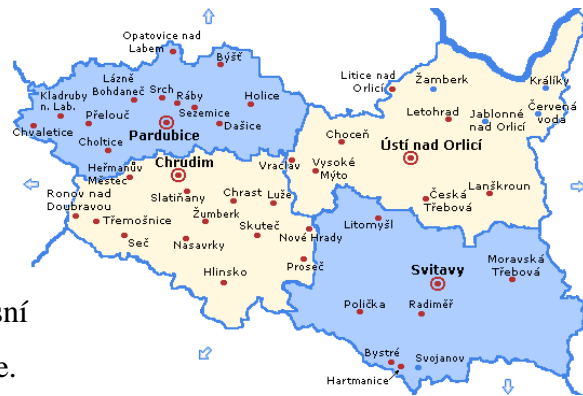 Opatovice nad
Labem
Býšť
Lázně
Bohdaneč
Srch
Ráby
Holice
Kladruby
n. Lab.
Přelouč
Sezemice
Chvaletice
Pardubice
Dašice
Choltice
Litice nad
Orlicí
Žamberk
Králíky
Letohrad
Jablonné
nad Orlicí
Červená
voda
Choceň
Ústí nad Orlicí
Vysoké
Mýto
Česká
Třebová
Lanškroun
Chrudim
Heřmanův
Městec
Vraclav
Ronov nad
Doubravou
Slatiňany
Chrast
Luže
Třemošnice
Žumberk
Skuteč
Seč
Nasavrky
Nové Hrady
Hlinsko
Proseč
Litomyšl
Svitavy
Moravská
Třebová
Polička
Radiměř
Bystré
Svojanov
Hartmanice
sní
e.